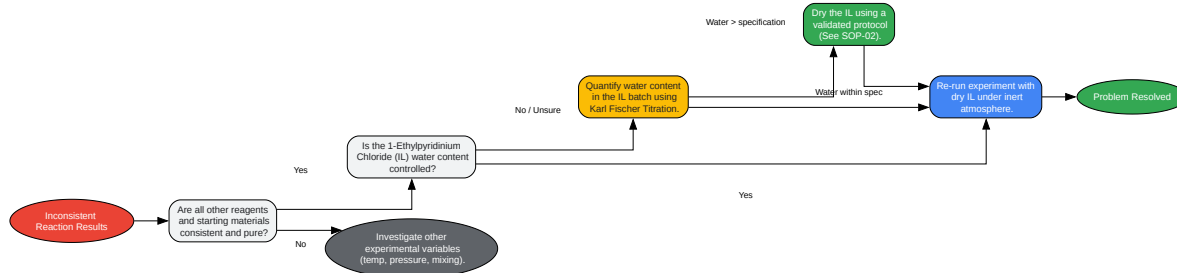 Inconsistent
Reaction Results
Are all other reagents
and starting materials
consistent and pure?
Yes
No
Investigate other
experimental variables
(temp, pressure, mixing).
Is the 1-Ethylpyridinium
Chloride (IL) water content
controlled?
No / Unsure
Yes
Quantify water content
in the IL batch using
Karl Fischer Titration.
Water > specification
Water within spec
Dry the IL using a
validated protocol
(See SOP-02).
Re-run experiment with
dry IL under inert
atmosphere.
Problem Resolved